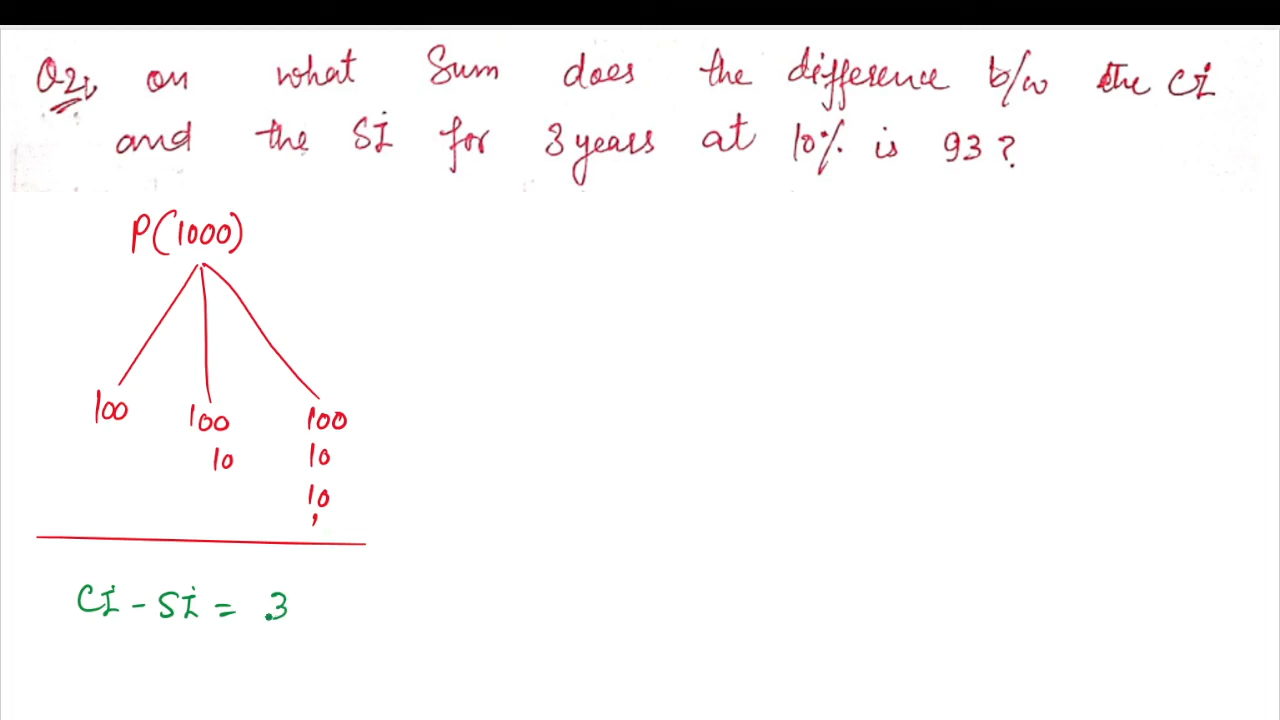 Q2, on what Sum does the difference b/w the CI
and the SI for 3 years at 10% is 93?
P(1000)
100 100 100
10 10
10
CI - SI = 3